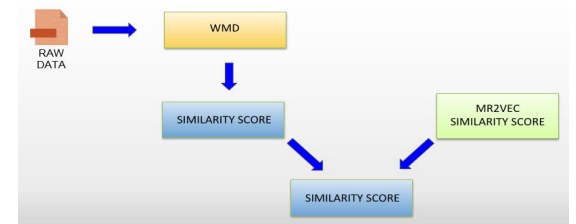 RAW
DATA
WMD
SIMILARITY SCORE
MR2VEC
SIMILARITY SCORE
SIMILARITY SCORE